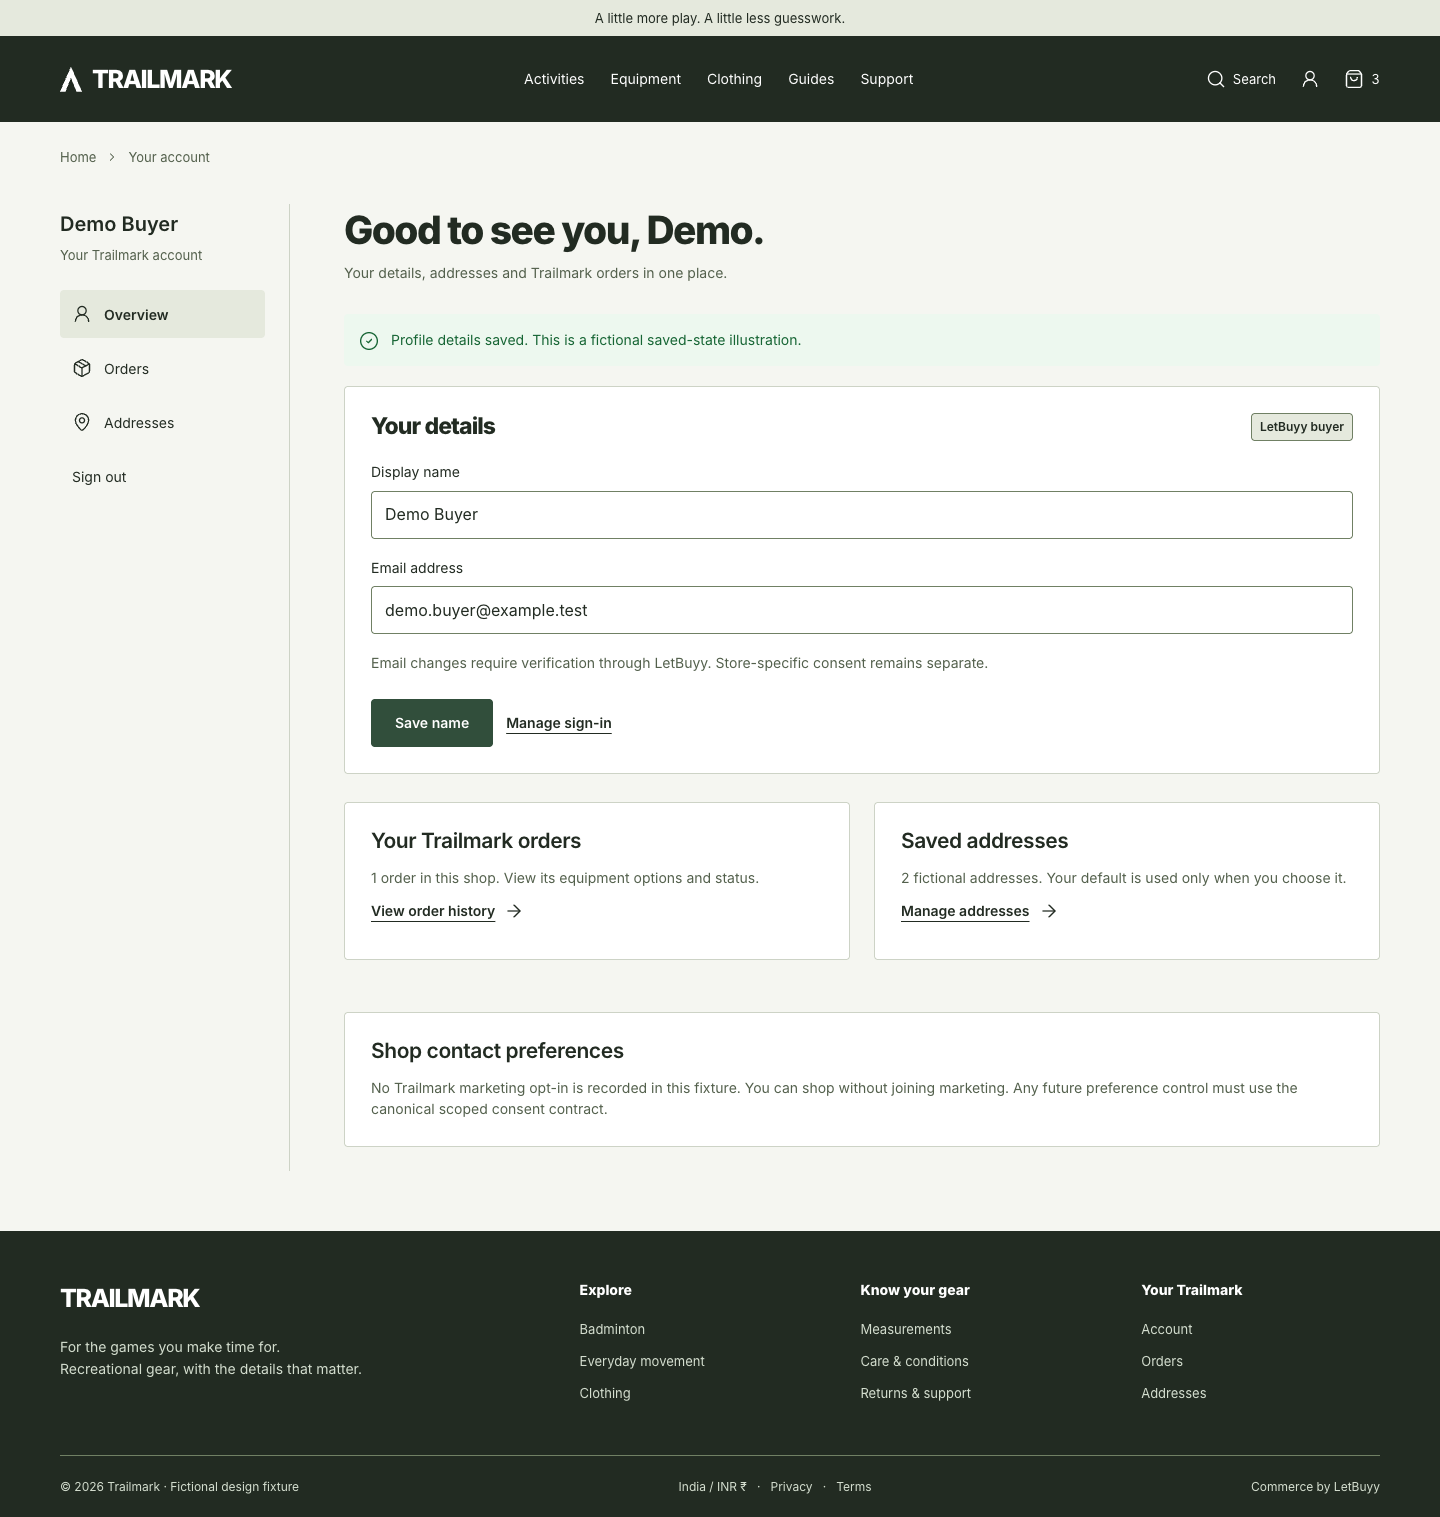 A little more play. A little less guesswork.
TRAILMARK
Activities Equipment Clothing Guides Support
Search 3
Home Your account
Demo Buyer
Your Trailmark account
Overview
Orders
Addresses
Sign out
Good to see you, Demo.
Your details, addresses and Trailmark orders in one place.
Profile details saved. This is a fictional saved-state illustration.
Your details
LetBuyy buyer
Display name
Demo Buyer
Email address
demo.buyer@example.test
Email changes require verification through LetBuyy. Store-specific consent remains separate.
Save name Manage sign-in
Your Trailmark orders
1 order in this shop. View its equipment options and status.
View order history
Saved addresses
2 fictional addresses. Your default is used only when you choose it.
Manage addresses
Shop contact preferences
No Trailmark marketing opt-in is recorded in this fixture. You can shop without joining marketing. Any future preference control must use the
canonical scoped consent contract.
TRAILMARK
For the games you make time for.
Recreational gear, with the details that matter.
Explore
Badminton
Everyday movement
Clothing
Know your gear
Measurements
Care & conditions
Returns & support
Your Trailmark
Account
Orders
Addresses
© 2026 Trailmark · Fictional design fixture
India / INR ₹ · Privacy · Terms
Commerce by LetBuyy